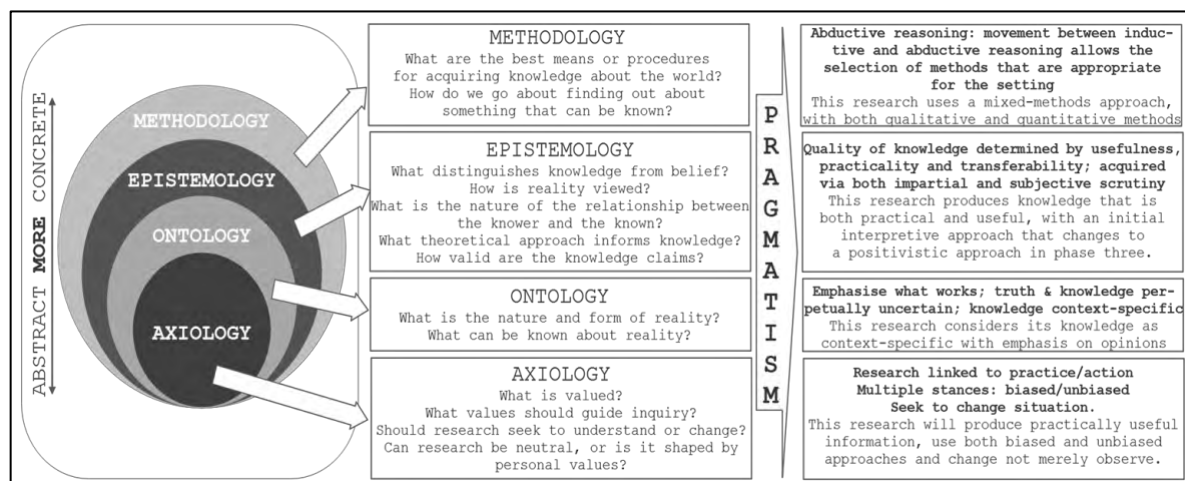 ABSTRACT MORE CONCRETE
METHODOLOGY
EPISTEMOLOGY
ONTOLOGY
AXIOLOGY
METHODOLOGY
What are the best means or procedures
for acquiring knowledge about the world?
How do we go about finding out about
something that can be known?
EPISTEMOLOGY
What distinguishes knowledge from belief?
How is reality viewed?
What is the nature of the relationship between
the knower and the known?
What theoretical approach informs knowledge?
How valid are the knowledge claims?
ONTOLOGY
What is the nature and form of reality?
What can be known about reality?
AXIOLOGY
What is valued?
What values should guide inquiry?
Should research seek to understand or change?
Can research be neutral, or is it shaped by
personal values?
PRAGMATISM
Abductive reasoning: movement between induc-
tive and abductive reasoning allows the
selection of methods that are appropriate
for the setting
This research uses a mixed-methods approach,
with both qualitative and quantitative methods
Quality of knowledge determined by usefulness,
practicality and transferability; acquired
via both impartial and subjective scrutiny
This research produces knowledge that is
both practical and useful, with an initial
interpretive approach that changes to
a positivistic approach in phase three.
Emphasise what works; truth & knowledge per-
petually uncertain; knowledge context-specific
This research considers its knowledge as
context-specific with emphasis on opinions
Research linked to practice/action
Multiple stances: biased/unbiased
Seek to change situation.
This research will produce practically useful
information, use both biased and unbiased
approaches and change not merely observe.